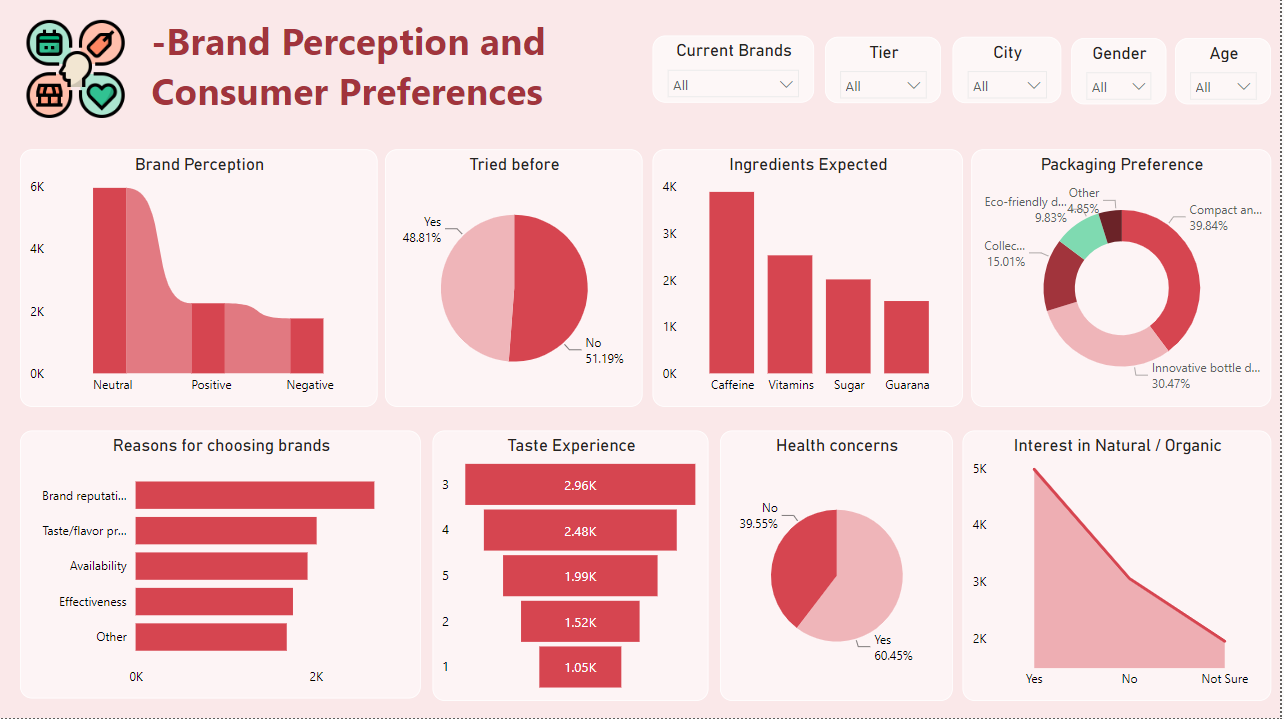 -Brand Perception and
Consumer Preferences
Current Brands
All
Tier
All
City
All
Gender
All
Age
All
Brand Perception
6K
4K
2K
0K
Neutral
Positive
Negative
Tried before
Yes
48.81%
No
51.19%
Ingredients Expected
4K
3K
2K
1K
0K
Caffeine
Vitamins
Sugar
Guarana
Packaging Preference
Other
4.85%
Eco-friendly d...
9.83%
Collec...
15.01%
Compact an...
39.84%
Innovative bottle d...
30.47%
Reasons for choosing brands
Brand reputati...
Taste/flavor pr...
Availability
Effectiveness
Other
0K
2K
Taste Experience
3
2.96K
4
2.48K
5
1.99K
2
1.52K
1
1.05K
Health concerns
No
39.55%
Yes
60.45%
Interest in Natural / Organic
5K
4K
3K
2K
Yes
No
Not Sure